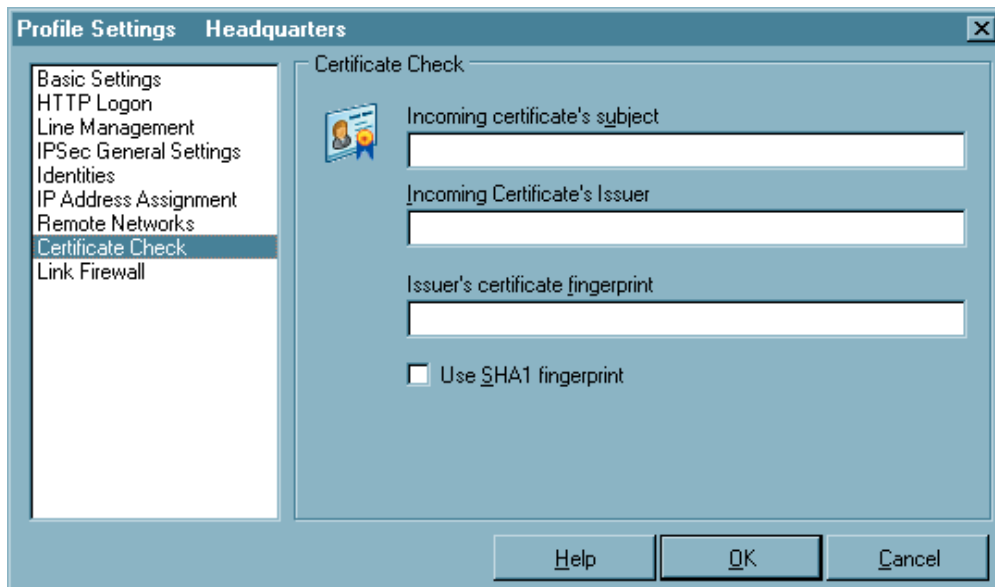 Profile Settings Headquarters
Basic Settings
HTTP Logon
Line Management
IPSec General Settings
Identities
IP Address Assignment
Remote Networks
Certificate Check
Link Firewall
Certificate Check
Incoming certificate's subject
Incoming Certificate's Issuer
Issuer's certificate fingerprint
Use SHA1 fingerprint
Help OK Cancel